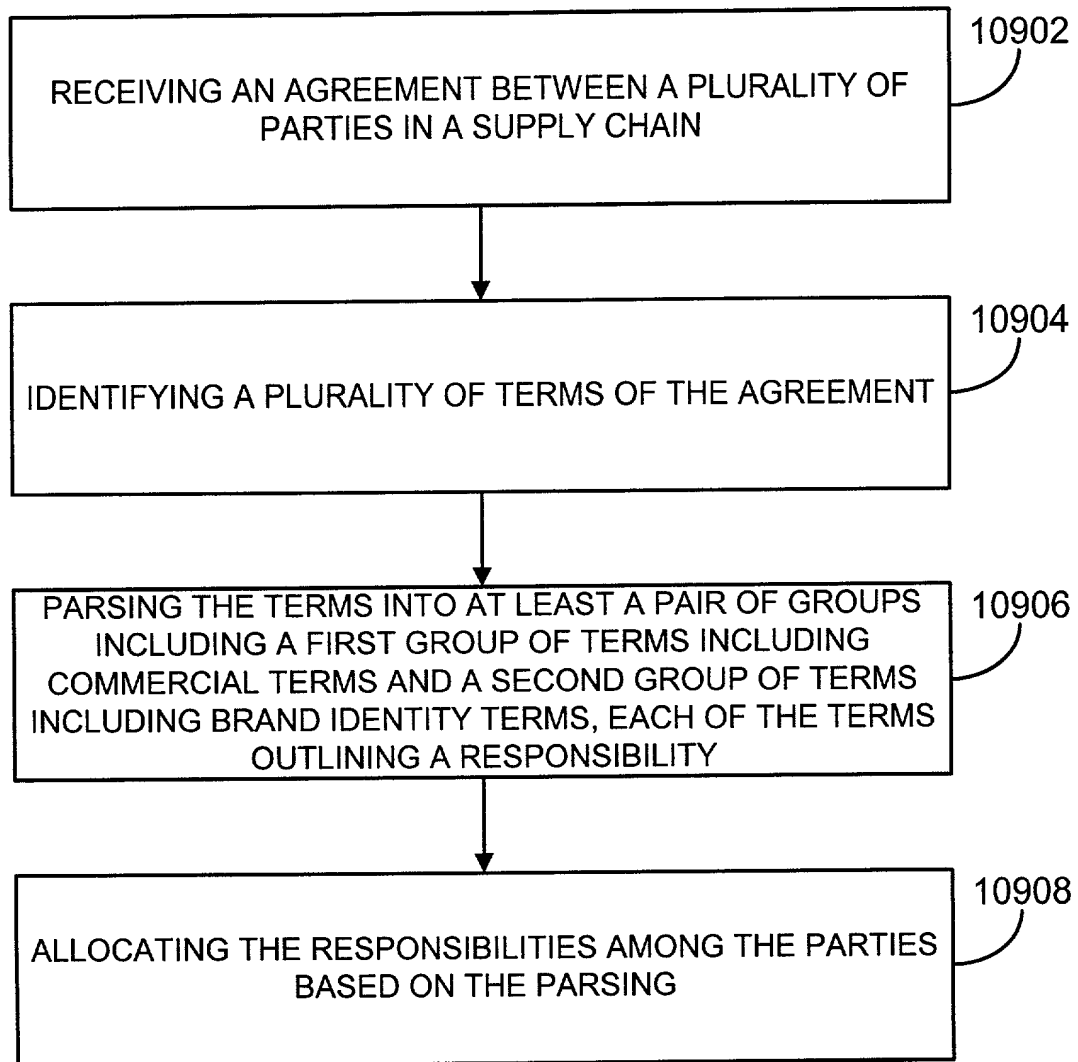 10902
RECEIVING AN AGREEMENT BETWEEN A PLURALITY OF
PARTIES IN A SUPPLY CHAIN
10904
IDENTIFYING A PLURALITY OF TERMS OF THE AGREEMENT
10906
PARSING THE TERMS INTO AT LEAST A PAIR OF GROUPS
INCLUDING A FIRST GROUP OF TERMS INCLUDING
COMMERCIAL TERMS AND A SECOND GROUP OF TERMS
INCLUDING BRAND IDENTITY TERMS, EACH OF THE TERMS
OUTLINING A RESPONSIBILITY
10908
ALLOCATING THE RESPONSIBILITIES AMONG THE PARTIES
BASED ON THE PARSING